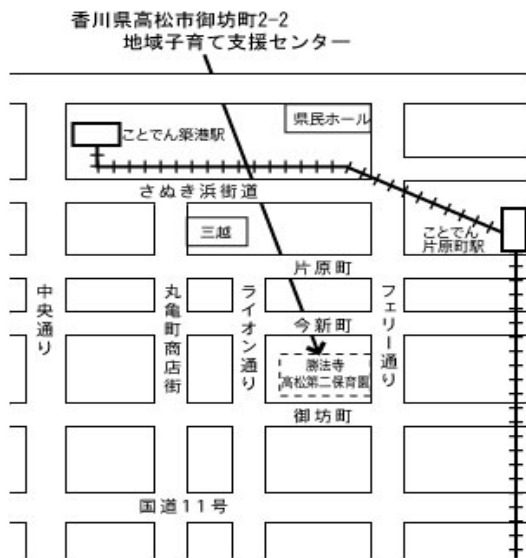 香川県高松市御坊町2-2
地域子育て支援センター
県民ホール
ことでん築港駅
さぬき浜街道
三越
ことでん
片原町駅
片原町
中央通り
丸亀町商店街
ライオン通り
フェリー通り
今新町
勝法寺
高松第二保育園
御坊町
国道11号